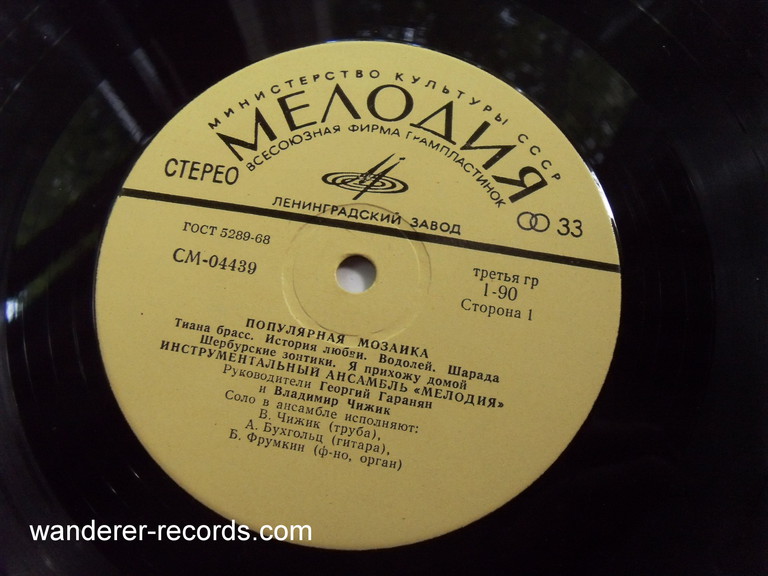 МИНИСТЕРСТВО КУЛЬТУРЫ СССР
МЕЛОДИЯ
ВСЕСОЮЗНАЯ ФИРМА ГРАМПЛАСТИНОК
СТЕРЕО
ЛЕНИНГРАДСКИЙ ЗАВОД
33
ГОСТ 5289-68
СМ-04439
третья гр
1-90
Сторона 1
ПОПУЛЯРНАЯ МОЗАИКА
Тиана брасс. История любви. Водолей. Шарада
Шербурские зонтики. Я прихожу домой
ИНСТРУМЕНТАЛЬНЫЙ АНСАМБЛЬ «МЕЛОДИЯ»
Руководители Георгий Гаранян
и Владимир Чижик
Соло в ансамбле исполняют:
В. Чижик (труба),
А. Бухгольц (гитара),
Б. Фрумкин (ф-но, орган)
wanderer-records.com